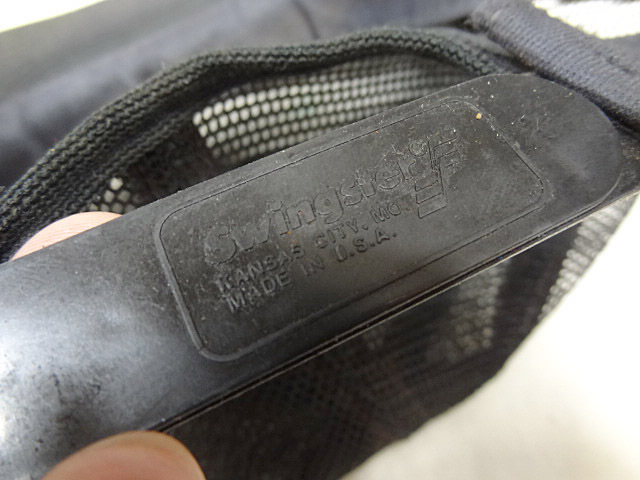 Swingster
KANSAS CITY, MO.
MADE IN U.S.A.